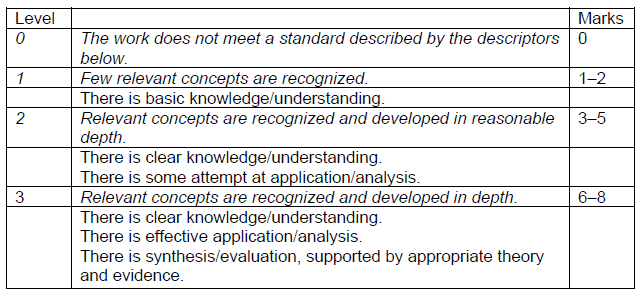 Level Marks
0 The work does not meet a standard described by the descriptors 0
below.
1 Few relevant concepts are recognized. 1–2
There is basic knowledge/understanding.
2 Relevant concepts are recognized and developed in reasonable 3–5
depth.
There is clear knowledge/understanding.
There is some attempt at application/analysis.
3 Relevant concepts are recognized and developed in depth. 6–8
There is clear knowledge/understanding.
There is effective application/analysis.
There is synthesis/evaluation, supported by appropriate theory
and evidence.